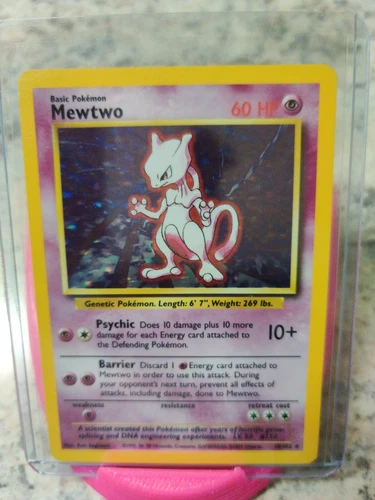 Basic Pokémon
Mewtwo 60 HP
Genetic Pokémon. Length: 6' 7", Weight: 269 lbs.
Psychic Does 10 damage plus 10 more
damage for each Energy card attached to
the Defending Pokémon.
10+
Barrier Discard 1 Energy card attached to
Mewtwo in order to use this attack. During
your opponent's next turn, prevent all effects of
attacks, including damage, done to Mewtwo.
weakness resistance retreat cost
A scientist created this Pokémon after years of horrific gene-
splicing and DNA engineering experiments. LV. 53 #150